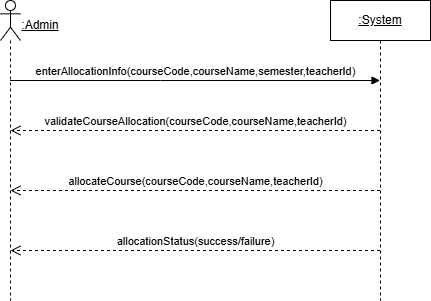 :Admin
:System
enterAllocationInfo(courseCode,courseName,semester,teacherId)
validateCourseAllocation(courseCode,courseName,teacherId)
allocateCourse(courseCode,courseName,teacherId)
allocationStatus(success/failure)